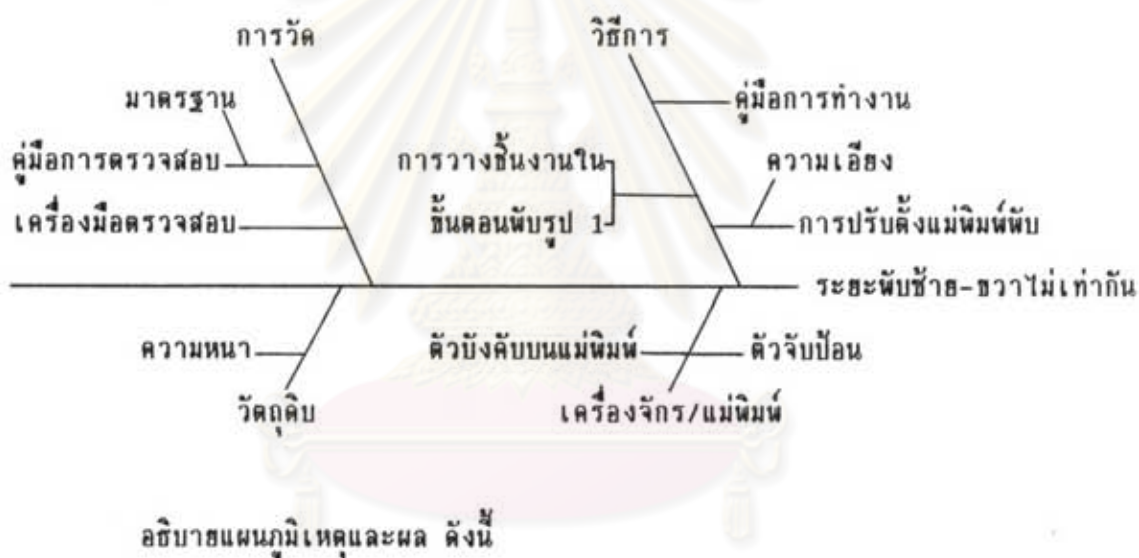 การวัด
วิธีการ
มาตรฐาน
คู่มือการทำงาน
คู่มือการตรวจสอบ
การวางชิ้นงานใน
ความเอียง
เครื่องมือตรวจสอบ
ขั้นตอนพับรูป 1
การปรับตั้งแม่พิมพ์พับ
ระยะพับซ้าย-ขวาไม่เท่ากัน
ความหนา
ตัวบังคับบนแม่พิมพ์
ตัวจับป้อน
วัตถุดิบ
เครื่องจักร/แม่พิมพ์
อธิบายแผนภูมิเหตุและผล ดังนี้